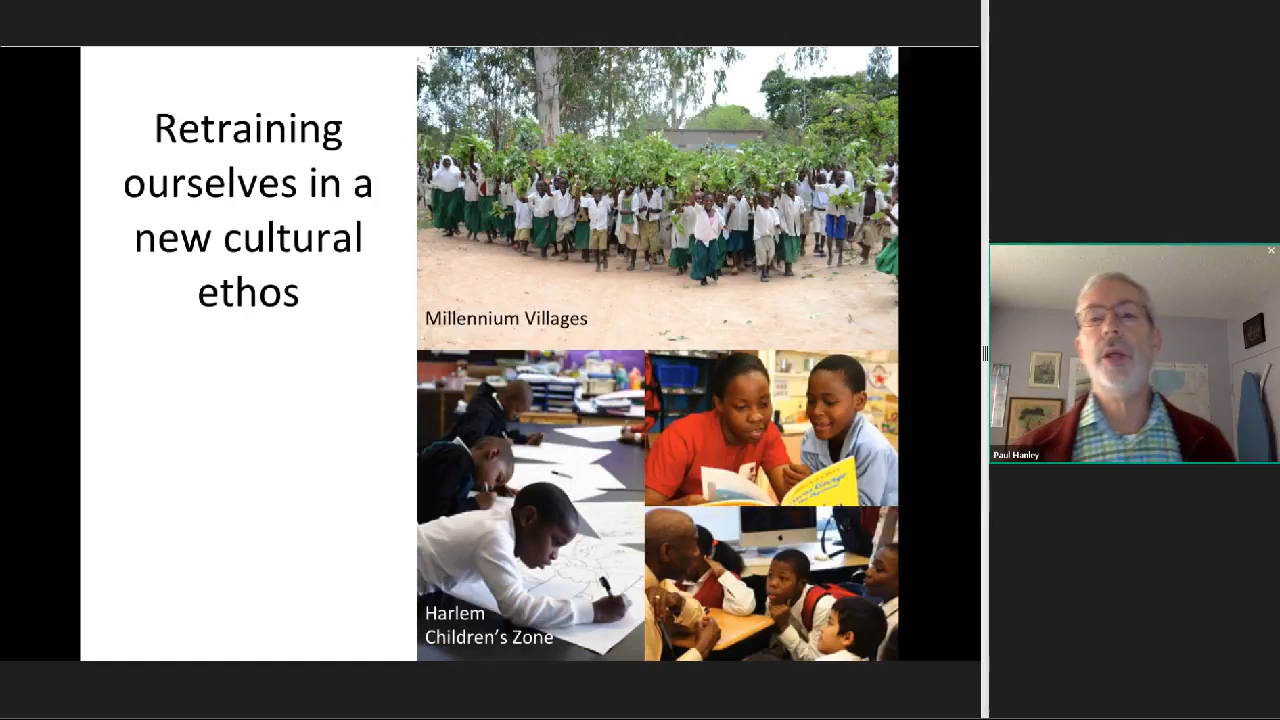 Retraining
ourselves in a
new cultural
ethos
Millennium Villages
Harlem
Children's Zone
Paul Hanley